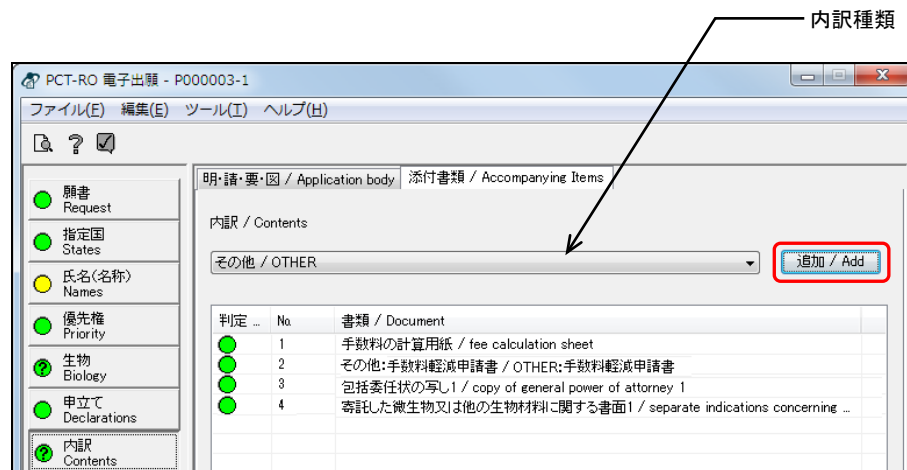 内訳種類
PCT-RO 電子出願 - P000003-1
ファイル(F) 編集(E) ツール(T) ヘルプ(H)
明・請・要・図 / Application body 添付書類 / Accompanying Items
願書
Request
指定国
States
氏名(名称)
Names
優先権
Priority
生物
Biology
申立て
Declarations
内訳
Contents
内訳 / Contents
その他 / OTHER
追加 / Add
判定 ... No. 書類 / Document
1 手数料の計算用紙 / fee calculation sheet
2 その他:手数料軽減申請書 / OTHER:手数料軽減申請書
3 包括委任状の写し1 / copy of general power of attorney 1
4 寄託した微生物又は他の生物材料に関する書面1 / separate indications concerning ...